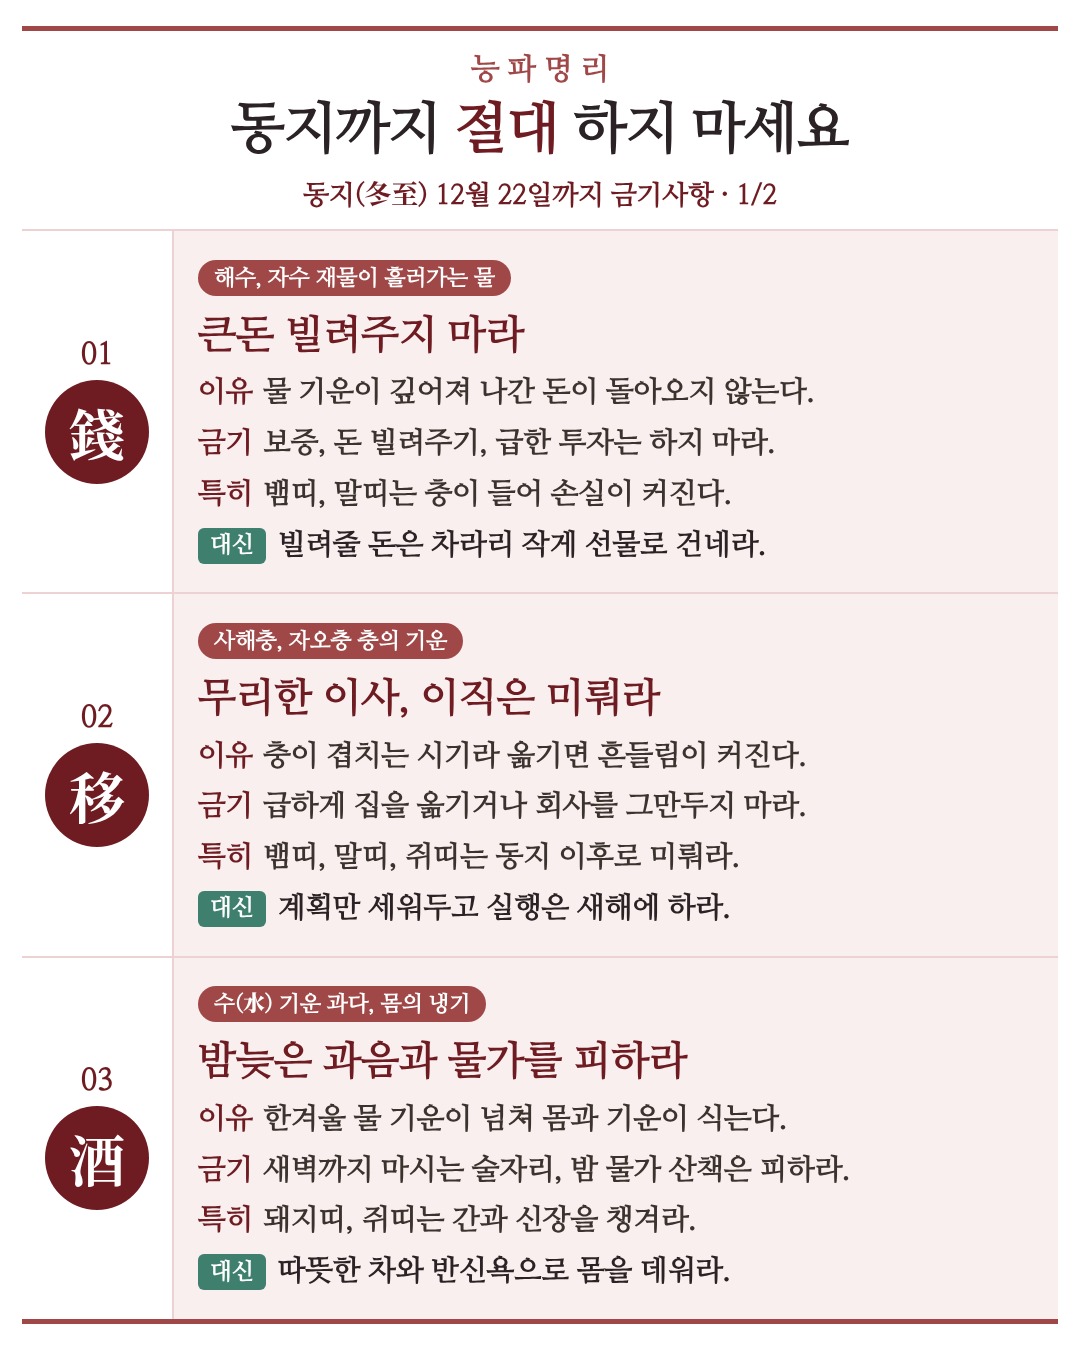 능파명리
동지까지 절대 하지 마세요
동지(冬至) 12월 22일까지 금기사항 · 1/2
01
錢
해수, 자수 재물이 흘러가는 물
큰돈 빌려주지 마라
이유 물 기운이 깊어져 나간 돈이 돌아오지 않는다.
금기 보증, 돈 빌려주기, 급한 투자는 하지 마라.
특히 뱀띠, 말띠는 충이 들어 손실이 커진다.
대신 빌려줄 돈은 차라리 작게 선물로 건네라.
02
移
사해충, 자오충 충의 기운
무리한 이사, 이직은 미뤄라
이유 충이 겹치는 시기라 옮기면 흔들림이 커진다.
금기 급하게 집을 옮기거나 회사를 그만두지 마라.
특히 뱀띠, 말띠, 쥐띠는 동지 이후로 미뤄라.
대신 계획만 세워두고 실행은 새해에 하라.
03
酒
수(水) 기운 과다, 몸의 냉기
밤늦은 과음과 물가를 피하라
이유 한겨울 물 기운이 넘쳐 몸과 기운이 식는다.
금기 새벽까지 마시는 술자리, 밤 물가 산책은 피하라.
특히 돼지띠, 쥐띠는 간과 신장을 챙겨라.
대신 따뜻한 차와 반신욕으로 몸을 데워라.